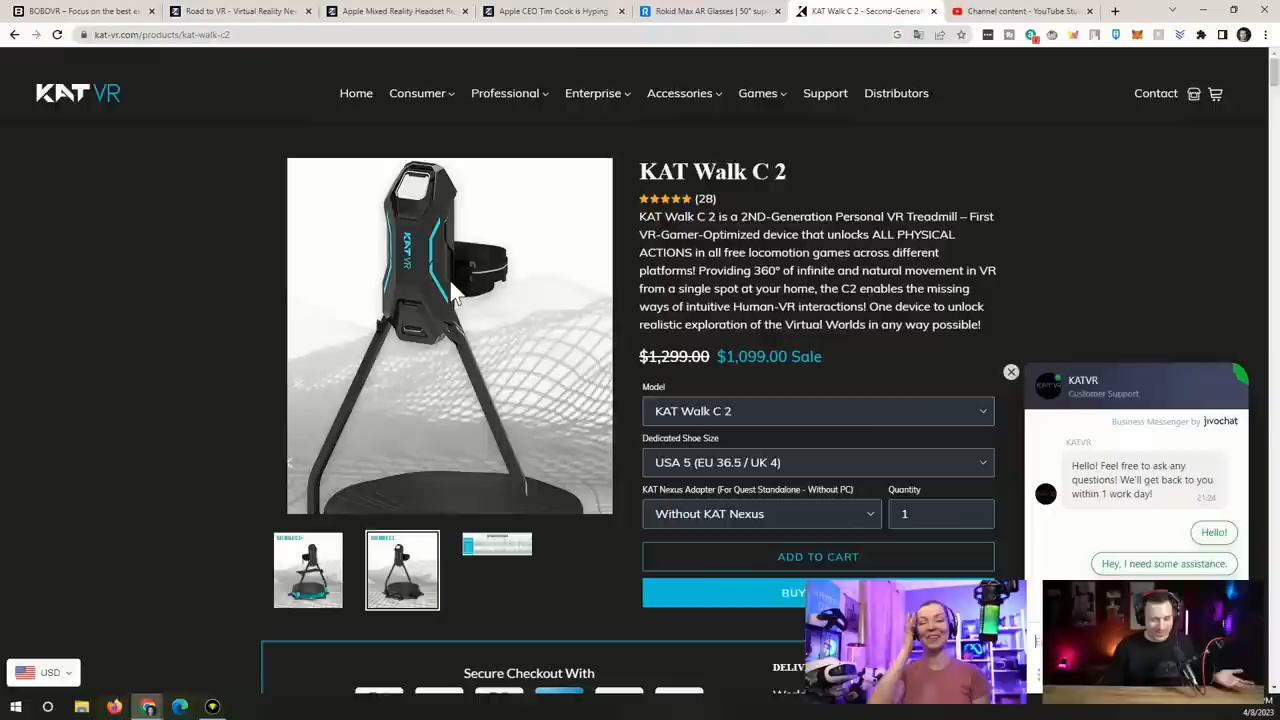 BOBOVR - Focus on the best e
Road to VR - Virtual Reality Ne
Apple Mixed Reality Headset R
Apple CEO Tim Cook is Hyping
Rokid Max AR Glasses | 50° sup
KAT Walk C 2 - Second-Generat
Channel content - YouTube Stu
kat-vr.com/products/kat-walk-c2
KAT VR
Home
Consumer
Professional
Enterprise
Accessories
Games
Support
Distributors
Contact
KAT VR
KAT Walk C 2
(28)
KAT Walk C 2 is a 2ND-Generation Personal VR Treadmill – First
VR-Gamer-Optimized device that unlocks ALL PHYSICAL
ACTIONS in all free locomotion games across different
platforms! Providing 360° of infinite and natural movement in VR
from a single spot at your home, the C2 enables the missing
ways of intuitive Human-VR interactions! One device to unlock
realistic exploration of the Virtual Worlds in any way possible!
$1,299.00 $1,099.00 Sale
Model
KAT Walk C 2
Dedicated Shoe Size
USA 5 (EU 36.5 / UK 4)
KAT Nexus Adapter (For Quest Standalone - Without PC)
Quantity
Without KAT Nexus
1
ADD TO CART
BUY
KATVR
Customer Support
Business Messenger by jivochat
KATVR
Hello! Feel free to ask any
questions! We'll get back to you
within 1 work day!
21:24
Hello!
Hey, I need some assistance.
Secure Checkout With
USD
4/8/2023